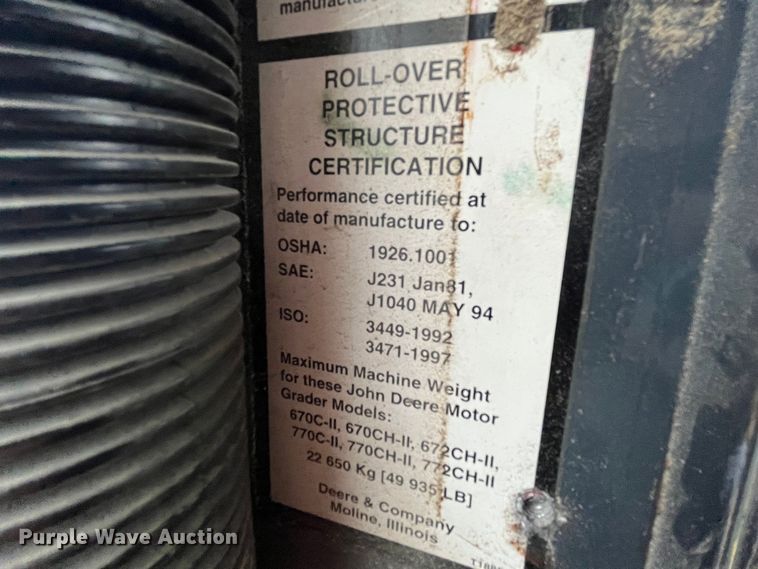 manufacture
ROLL-OVER
PROTECTIVE
STRUCTURE
CERTIFICATION
Performance certified at
date of manufacture to:
OSHA: 1926.1001
SAE: J231 Jan81,
J1040 MAY 94
ISO: 3449-1992
3471-1997
Maximum Machine Weight
for these John Deere Motor
Grader Models:
670C-II, 670CH-II, 672CH-II,
770C-II, 770CH-II, 772CH-II
22 650 Kg [49 935 LB]
Deere & Company
Moline, Illinois
Purple Wave Auction